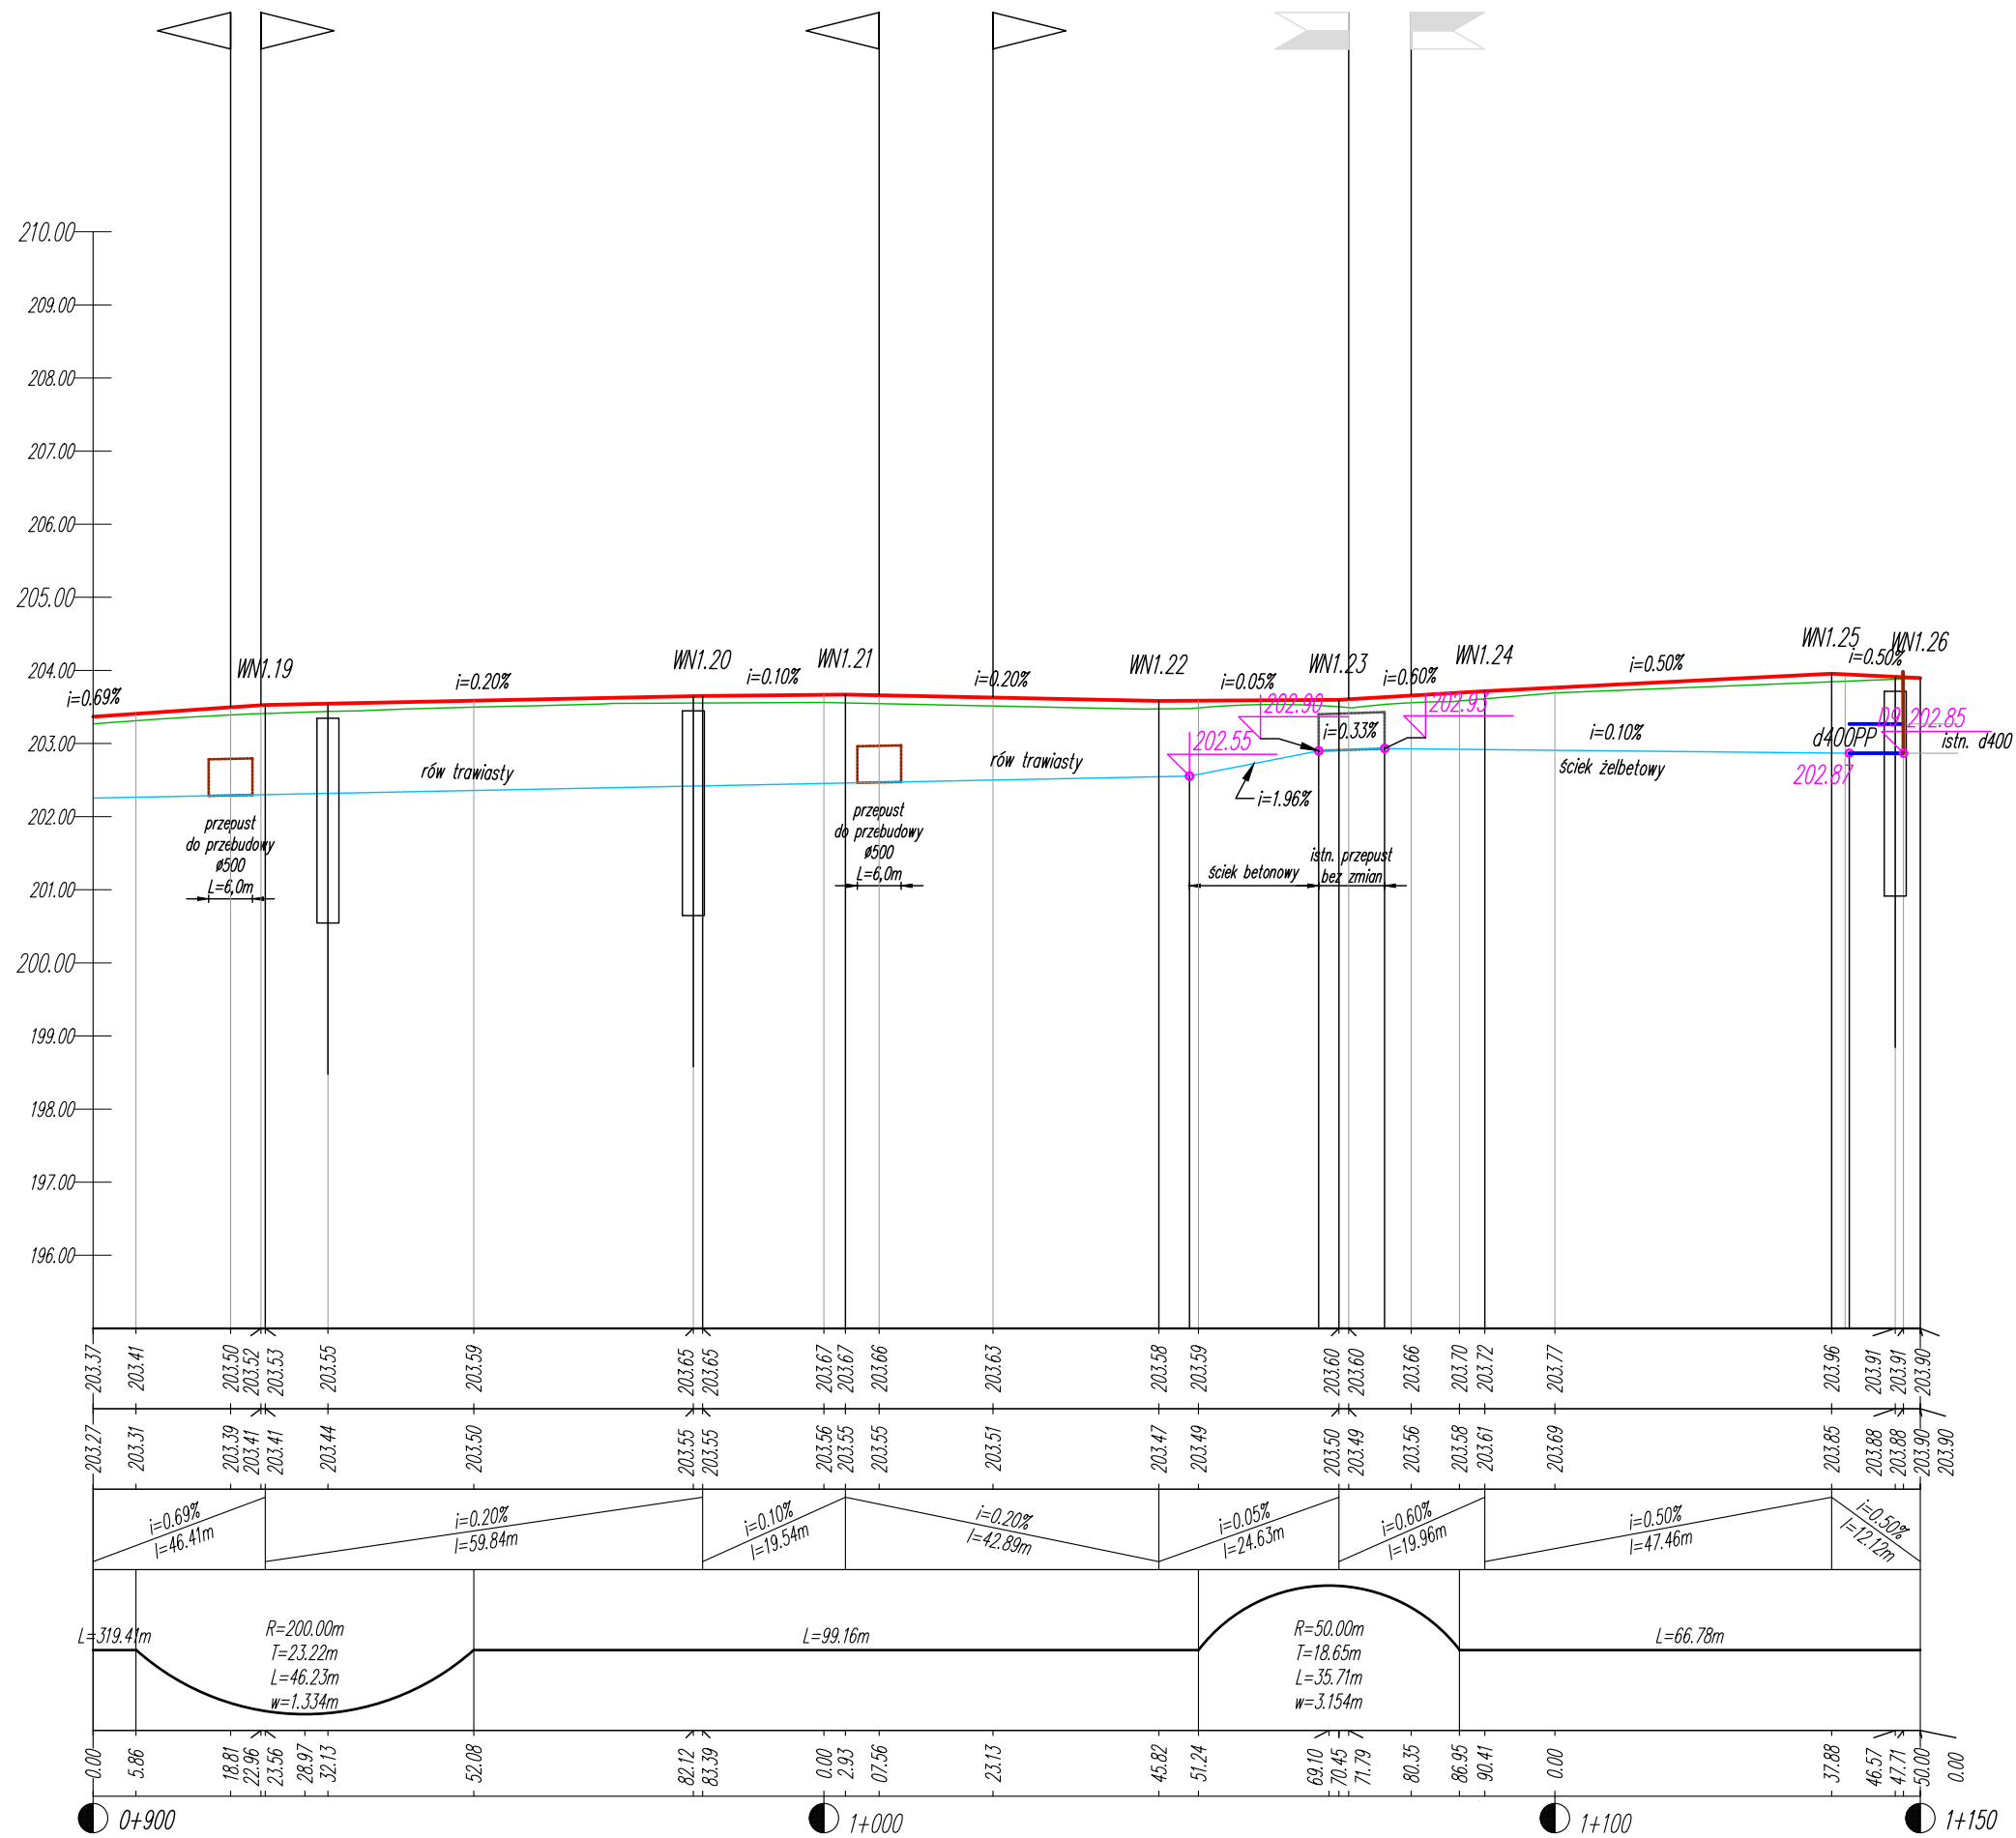 210.00
209.00
208.00
207.00
206.00
205.00
204.00
203.00
202.00
201.00
200.00
199.00
198.00
197.00
196.00
WN1.19
WN1.20
WN1.21
WN1.22
WN1.23
WN1.24
WN1.25
WN1.26
i=0.69%
i=0.20%
i=0.10%
i=0.20%
i=0.05%
i=0.60%
i=0.50%
i=0.50%
202.90
202.93
202.55
i=0.33%
i=1.96%
i=0.10%
ściek żelbetowy
d400PP
202.87
D9 202.85
istn. d400
rów trawiasty
rów trawiasty
przepust
do przebudowy
ø500
L=6,0m
przepust
do przebudowy
ø500
L=6,0m
ściek betonowy
istn. przepust
bez zmian
203.37
203.41
203.50
203.52
203.53
203.55
203.59
203.65
203.65
203.67
203.67
203.66
203.63
203.58
203.59
203.60
203.60
203.66
203.70
203.72
203.77
203.96
203.91
203.91
203.90
203.27
203.31
203.39
203.41
203.41
203.44
203.50
203.55
203.55
203.56
203.55
203.55
203.51
203.47
203.49
203.50
203.49
203.56
203.58
203.61
203.69
203.85
203.88
203.88
203.90
203.90
i=0.69%
l=46.41m
i=0.20%
l=59.84m
i=0.10%
l=19.54m
i=0.20%
l=42.89m
i=0.05%
l=24.63m
i=0.60%
l=19.96m
i=0.50%
l=47.46m
i=0.50%
l=12.12m
L=319.41m
R=200.00m
T=23.22m
L=46.23m
w=1.334m
L=99.16m
R=50.00m
T=18.65m
L=35.71m
w=3.154m
L=66.78m
0.00
5.86
18.81
22.96
23.56
28.97
32.13
52.08
82.12
83.39
0.00
2.93
07.56
23.13
45.82
51.24
69.10
70.45
71.79
80.35
86.95
90.41
0.00
37.88
46.57
47.71
50.00
0.00
0+900
1+000
1+100
1+150